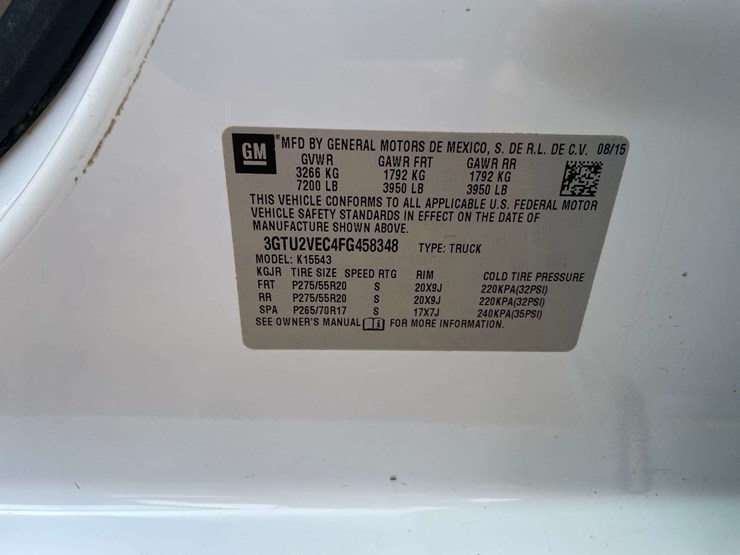 GM *MFD BY GENERAL MOTORS DE MEXICO, S. DE R.L. DE C.V. 08/15
GVWR GAWR FRT GAWR RR
3266 KG 1792 KG 1792 KG
7200 LB 3950 LB 3950 LB
THIS VEHICLE CONFORMS TO ALL APPLICABLE U.S. FEDERAL MOTOR
VEHICLE SAFETY STANDARDS IN EFFECT ON THE DATE OF
MANUFACTURE SHOWN ABOVE.
3GTU2VEC4FG458348 TYPE: TRUCK
MODEL: K15543
KGJR TIRE SIZE SPEED RTG RIM COLD TIRE PRESSURE
FRT P275/55R20 S 20X9J 220KPA(32PSI)
RR P275/55R20 S 20X9J 220KPA(32PSI)
SPA P265/70R17 S 17X7J 240KPA(35PSI)
SEE OWNER'S MANUAL FOR MORE INFORMATION.